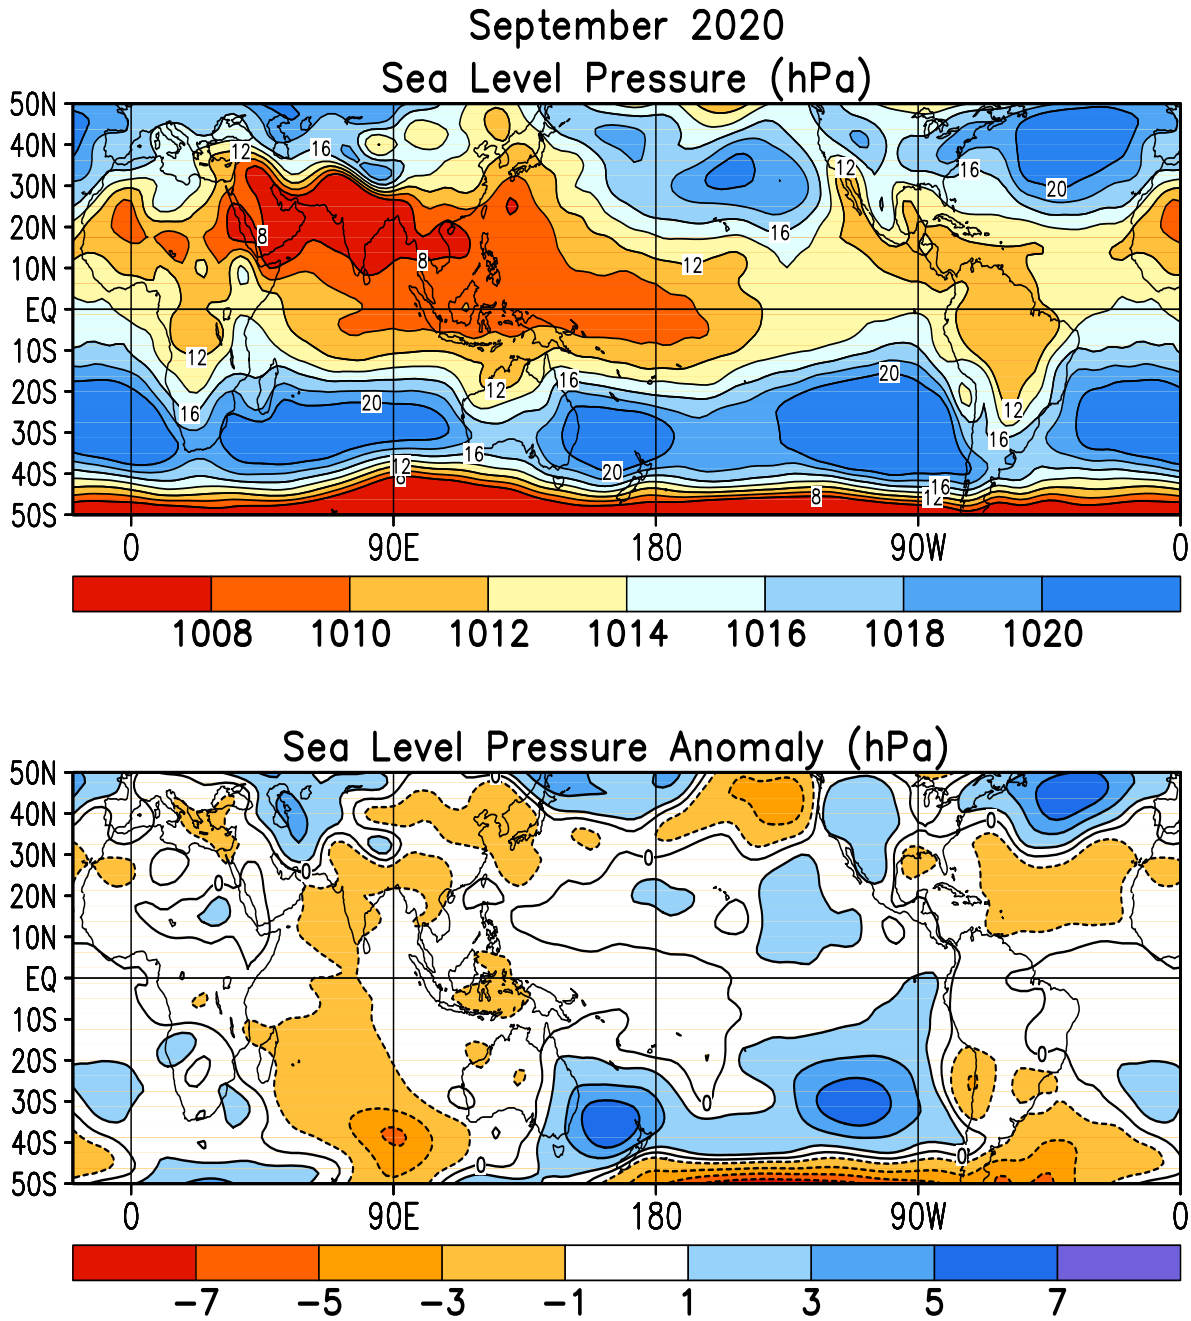 September 2020
Sea Level Pressure (hPa)
50N
40N
30N
20N
10N
EQ
10S
20S
30S
40S
50S
12
16
12
16
20
8
8
12
16
12
20
12
16
20
12
16
16
12
8
20
16
12
8
16
12
0
90E
180
90W
0
1008 1010 1012 1014 1016 1018 1020
Sea Level Pressure Anomaly (hPa)
50N
40N
30N
20N
10N
EQ
10S
20S
30S
40S
50S
0
0
0
0
0
0
0
0
0
0
90E
180
90W
0
−7 −5 −3 −1 1 3 5 7